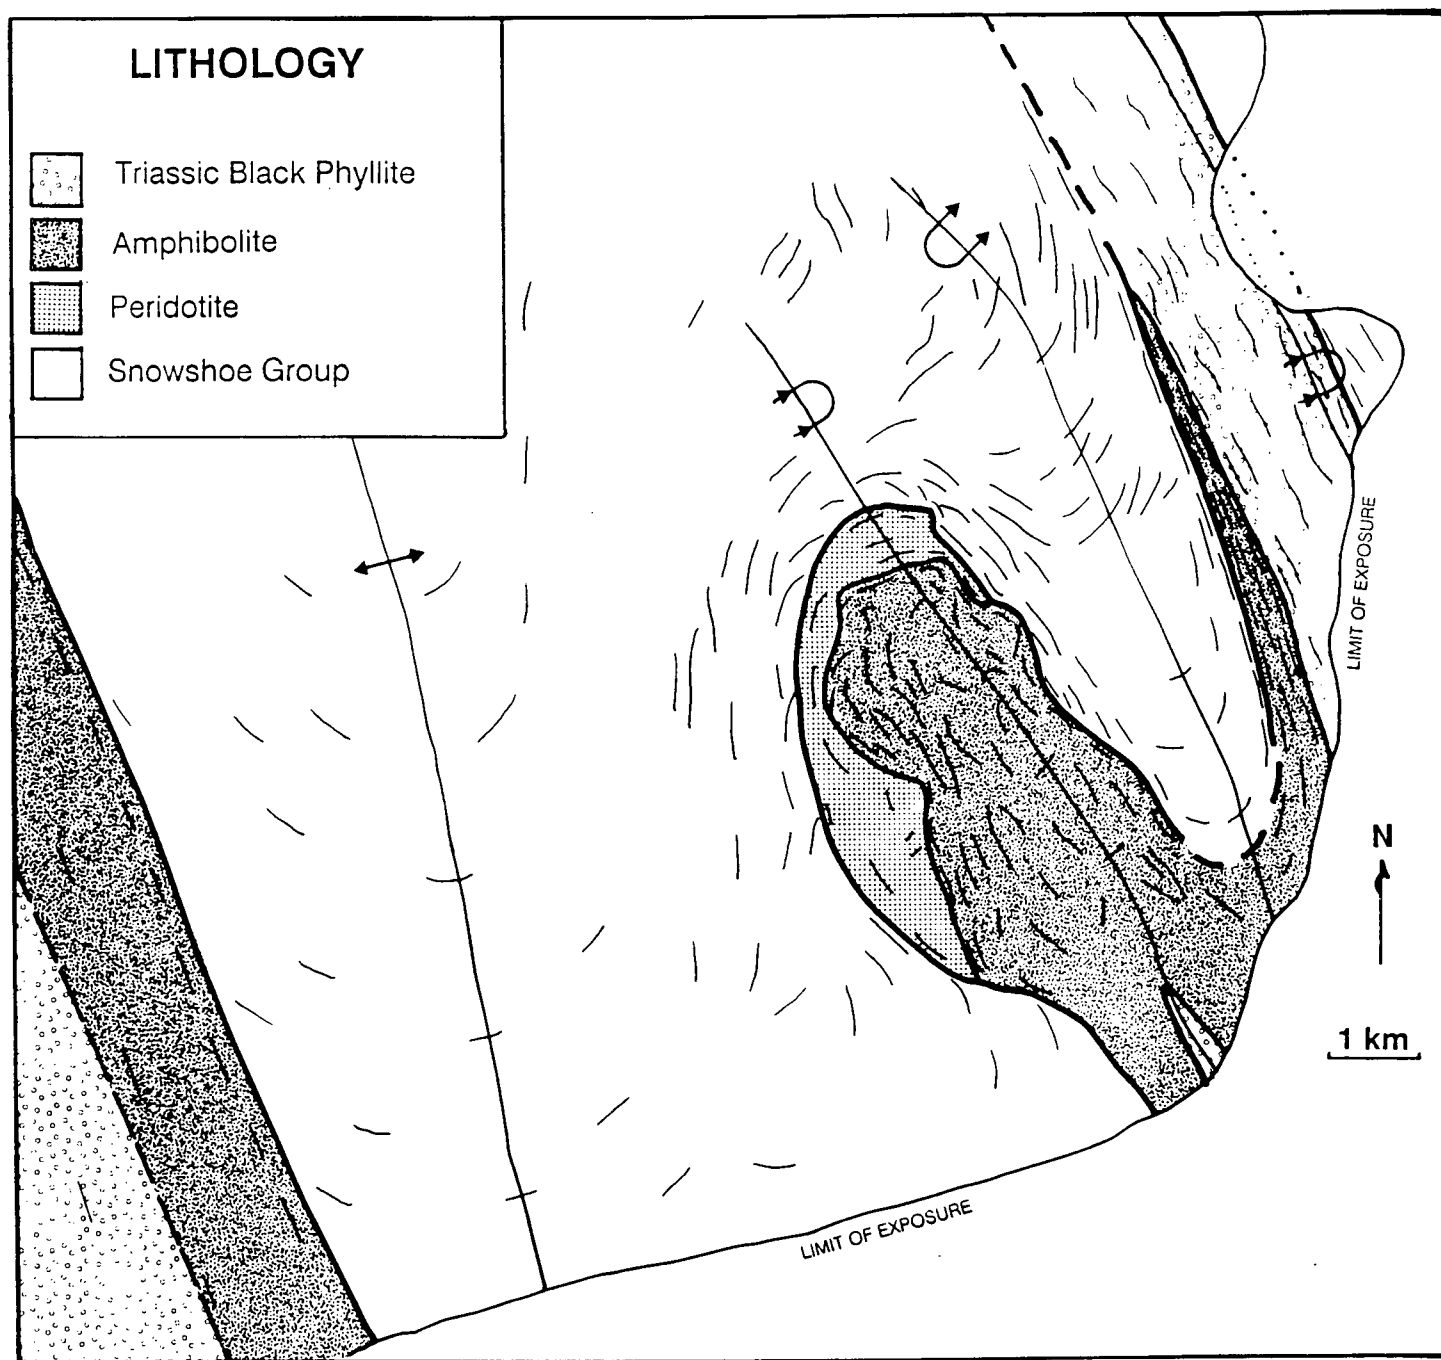 LITHOLOGY
Triassic Black Phyllite
Amphibolite
Peridotite
Snowshoe Group
LIMIT OF EXPOSURE
N
1 km
LIMIT OF EXPOSURE